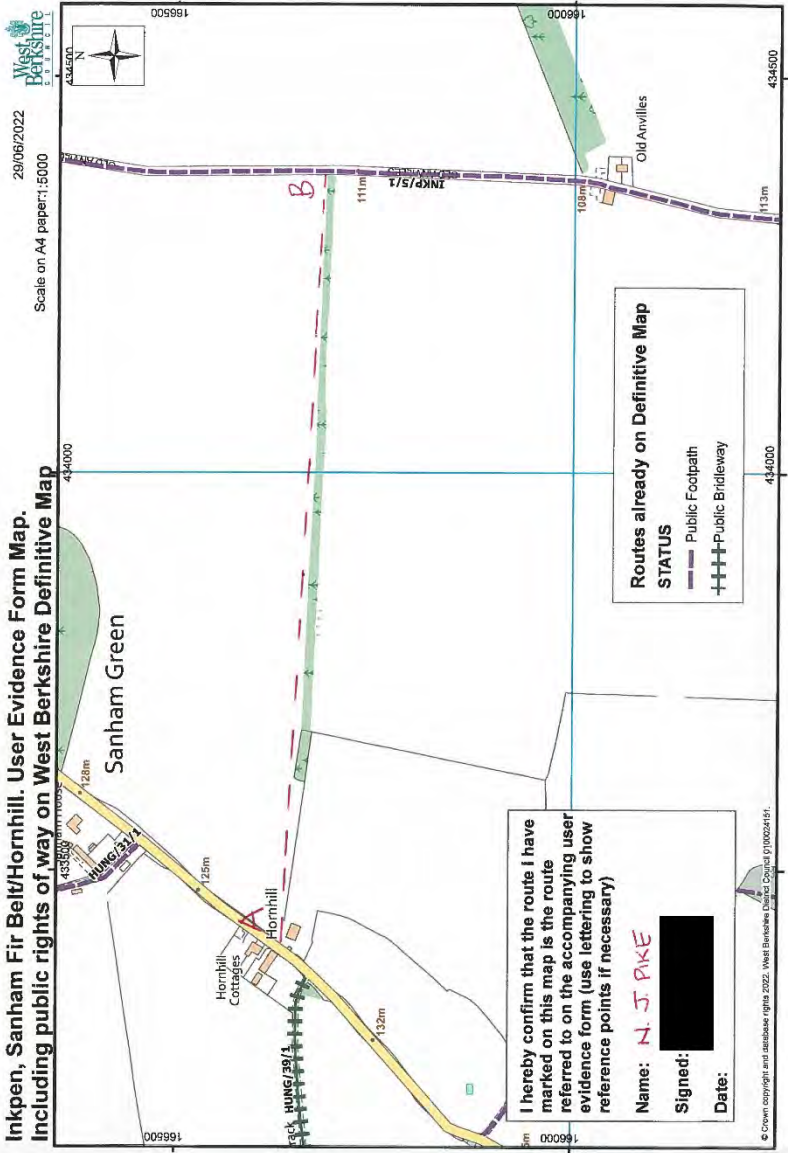 Inkpen, Sanham Fir Belt/Hornhill. User Evidence Form Map.
Including public rights of way on West Berkshire Definitive Map
29/06/2022
Scale on A4 paper:1:5000
West
Berkshire
COUNCIL
N
433500
434500
166500
166000
128m
Sanham Green
HUNG/31/1
125m
A
Hornhill
Hornhill
Cottages
HUNG/39/1
132m
B
111m
INKP/5/1
108m
Old Anvilles
113m
434000
434500
166500
166000
Routes already on Definitive Map
STATUS
Public Footpath
Public Bridleway
I hereby confirm that the route I have
marked on this map is the route
referred to on the accompanying user
evidence form (use lettering to show
reference points if necessary)
Name: N. J. PIKE
Signed:
Date:
© Crown copyright and database rights 2022. West Berkshire District Council 0100024151.